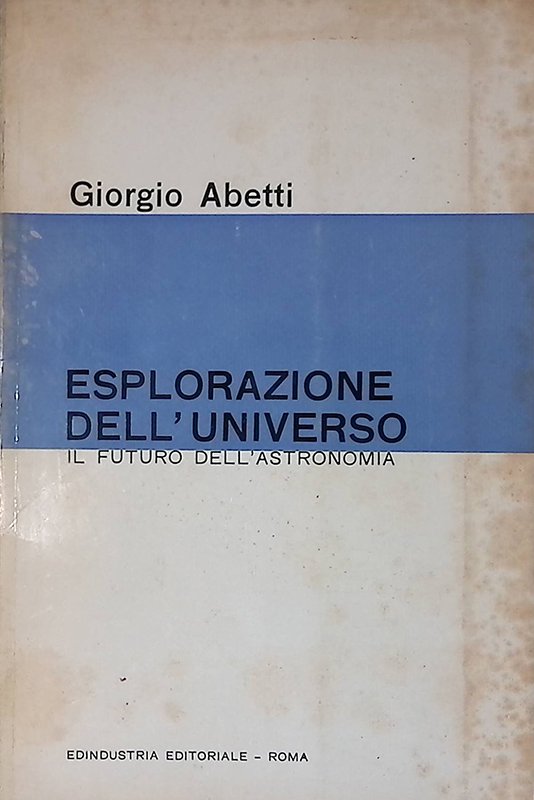 Giorgio Abetti
ESPLORAZIONE
DELL'UNIVERSO
IL FUTURO DELL'ASTRONOMIA
EDINDUSTRIA EDITORIALE - ROMA